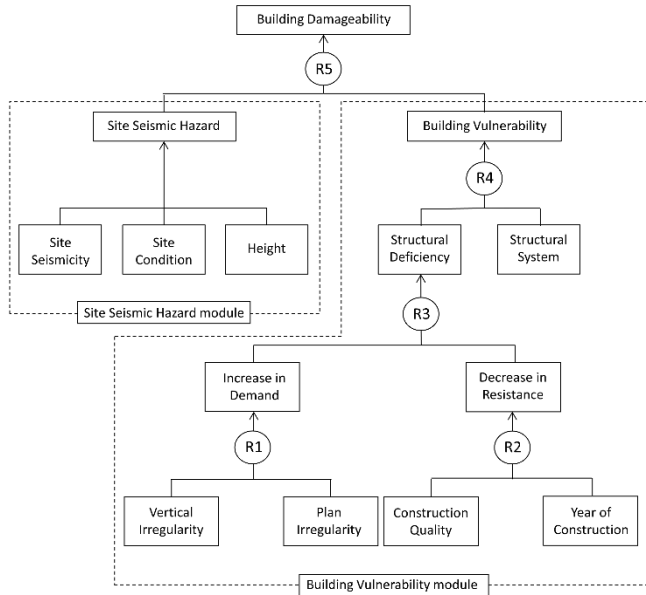 Building Damageability
R5
Site Seismic Hazard
Building Vulnerability
R4
Site
Seismicity
Site
Condition
Height
Structural
Deficiency
Structural
System
Site Seismic Hazard module
R3
Increase in
Demand
Decrease in
Resistance
R1
R2
Vertical
Irregularity
Plan
Irregularity
Construction
Quality
Year of
Construction
Building Vulnerability module